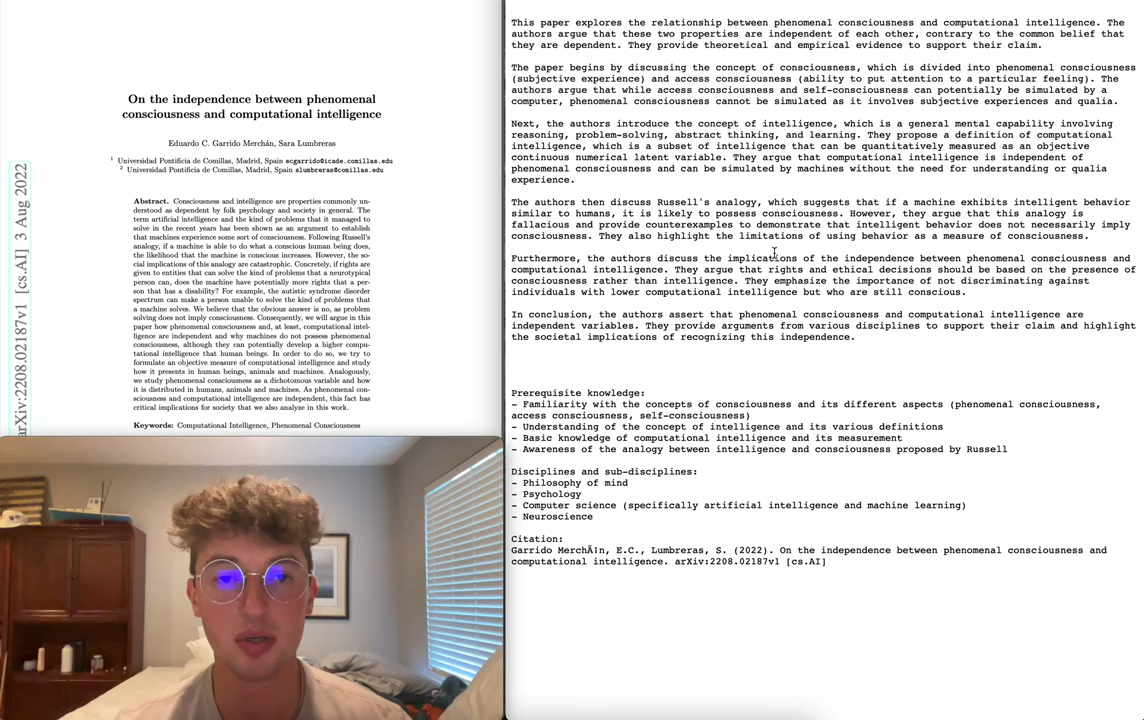 On the independence between phenomenal
consciousness and computational intelligence
Eduardo C. Garrido Merchán, Sara Lumbreras
1 Universidad Pontificia de Comillas, Madrid, Spain ecgarrido@icade.comillas.edu
2 Universidad Pontificia de Comillas, Madrid, Spain slumbreras@comillas.edu
Abstract. Consciousness and intelligence are properties commonly un-
derstood as dependent by folk psychology and society in general. The
term artificial intelligence and the kind of problems that it managed to
solve in the recent years has been shown as an argument to establish
that machines experience some sort of consciousness. Following Russell's
analogy, if a machine is able to do what a conscious human being does,
the likelihood that the machine is conscious increases. However, the so-
cial implications of this analogy are catastrophic. Concretely, if rights are
given to entities that can solve the kind of problems that a neurotypical
person can, does the machine have potentially more rights that a per-
son that has a disability? For example, the autistic syndrome disorder
spectrum can make a person unable to solve the kind of problems that
a machine solves. We believe that the obvious answer is no, as problem
solving does not imply consciousness. Consequently, we will argue in this
paper how phenomenal consciousness and, at least, computational intel-
ligence are independent and why machines do not possess phenomenal
consciousness, although they can potentially develop a higher compu-
tational intelligence that human beings. In order to do so, we try to
formulate an objective measure of computational intelligence and study
how it presents in human beings, animals and machines. Analogously,
we study phenomenal consciousness as a dichotomous variable and how
it is distributed in humans, animals and machines. As phenomenal con-
sciousness and computational intelligence are independent, this fact has
critical implications for society that we also analyze in this work.
Keywords: Computational Intelligence, Phenomenal Consciousness
arXiv:2208.02187v1 [cs.AI] 3 Aug 2022
This paper explores the relationship between phenomenal consciousness and computational intelligence. The
authors argue that these two properties are independent of each other, contrary to the common belief that
they are dependent. They provide theoretical and empirical evidence to support their claim.
The paper begins by discussing the concept of consciousness, which is divided into phenomenal consciousness
(subjective experience) and access consciousness (ability to put attention to a particular feeling). The
authors argue that while access consciousness and self-consciousness can potentially be simulated by a
computer, phenomenal consciousness cannot be simulated as it involves subjective experiences and qualia.
Next, the authors introduce the concept of intelligence, which is a general mental capability involving
reasoning, problem-solving, abstract thinking, and learning. They propose a definition of computational
intelligence, which is a subset of intelligence that can be quantitatively measured as an objective
continuous numerical latent variable. They argue that computational intelligence is independent of
phenomenal consciousness and can be simulated by machines without the need for understanding or qualia
experience.
The authors then discuss Russell's analogy, which suggests that if a machine exhibits intelligent behavior
similar to humans, it is likely to possess consciousness. However, they argue that this analogy is
fallacious and provide counterexamples to demonstrate that intelligent behavior does not necessarily imply
consciousness. They also highlight the limitations of using behavior as a measure of consciousness.
Furthermore, the authors discuss the implications of the independence between phenomenal consciousness and
computational intelligence. They argue that rights and ethical decisions should be based on the presence of
consciousness rather than intelligence. They emphasize the importance of not discriminating against
individuals with lower computational intelligence but who are still conscious.
In conclusion, the authors assert that phenomenal consciousness and computational intelligence are
independent variables. They provide arguments from various disciplines to support their claim and highlight
the societal implications of recognizing this independence.
Prerequisite knowledge:
- Familiarity with the concepts of consciousness and its different aspects (phenomenal consciousness,
access consciousness, self-consciousness)
- Understanding of the concept of intelligence and its various definitions
- Basic knowledge of computational intelligence and its measurement
- Awareness of the analogy between intelligence and consciousness proposed by Russell
Disciplines and sub-disciplines:
- Philosophy of mind
- Psychology
- Computer science (specifically artificial intelligence and machine learning)
- Neuroscience
Citation:
Garrido MerchÃ¡n, E.C., Lumbreras, S. (2022). On the independence between phenomenal consciousness and
computational intelligence. arXiv:2208.02187v1 [cs.AI]